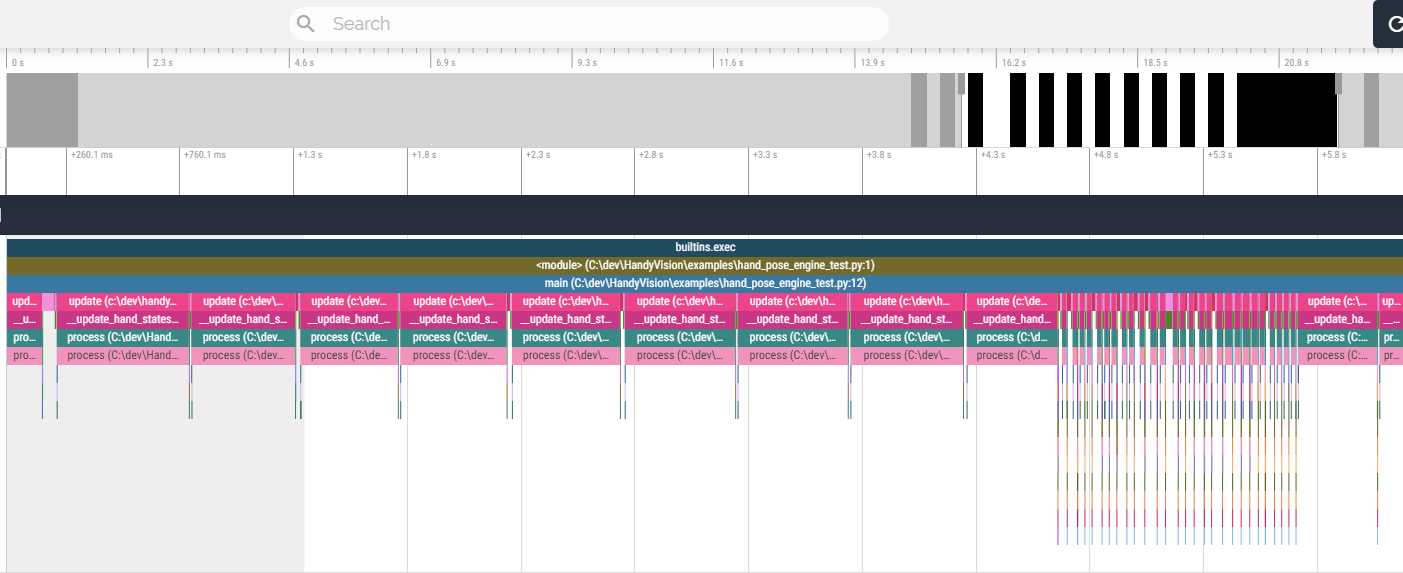 Search
0 s 2.3 s 4.6 s 6.9 s 9.3 s 11.6 s 13.9 s 16.2 s 18.5 s 20.8 s
+260.1 ms +760.1 ms +1.3 s +1.8 s +2.3 s +2.8 s +3.3 s +3.8 s +4.3 s +4.8 s +5.3 s +5.8 s
builtins.exec
<module> (C:\dev\HandyVision\examples\hand_pose_engine_test.py:1)
main (C:\dev\HandyVision\examples\hand_pose_engine_test.py:12)
upd... update (c:\dev\handy... update (c:\dev\... update (c:\dev... update (c:\dev\... update (c:\dev\h... update (c:\dev\h... update (c:\dev\h... update (c:\dev\h... update (c:\de... update (c:\... up...
__u... __update_hand_states... __update_hand_s... __update_hand_... __update_hand_s... __update_hand_st... __update_hand_st... __update_hand_st... __update_hand_st... __update_hand... __update_ha... __...
pro... process (C:\dev\Hand... process (C:\dev... process (C:\de... process (C:\dev... process (C:\dev\... process (C:\dev\... process (C:\dev\... process (C:\dev\... process (C:\d... process (C:... pr...
pro... process (C:\dev\Hand... process (C:\dev... process (C:\de... process (C:\dev... process (C:\dev\... process (C:\dev\... process (C:\dev\... process (C:\dev\... process (C:\d... process (C:... pr...